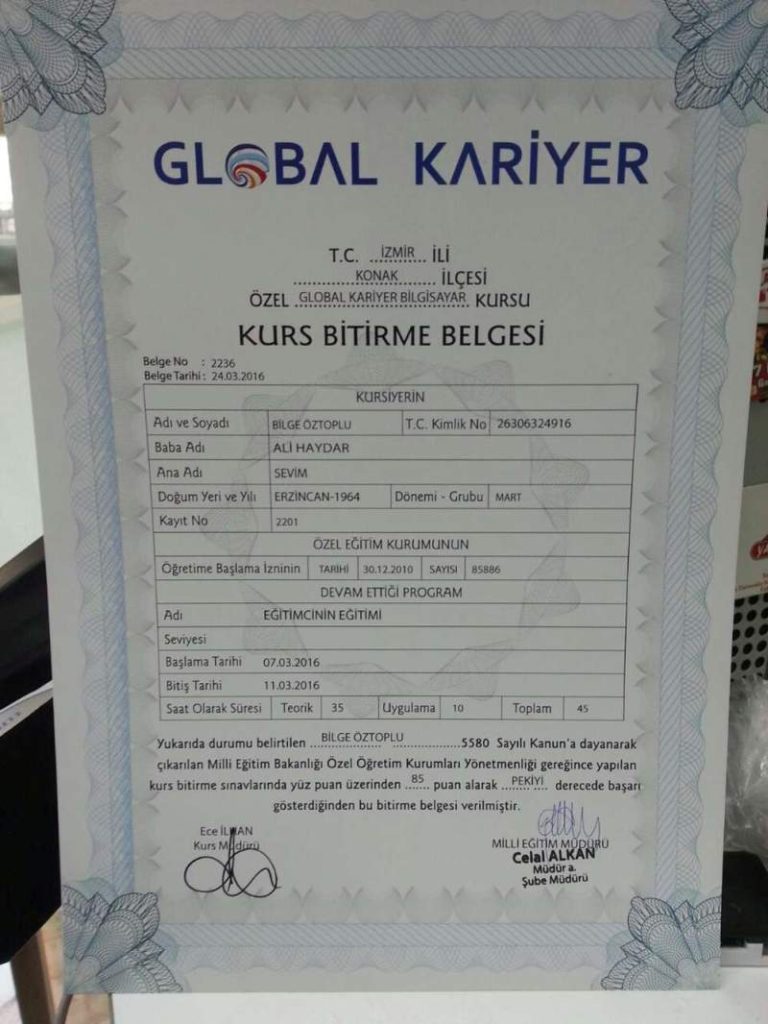 GLOBAL KARİYER
T.C. İZMİR İLİ
KONAK İLÇESİ
ÖZEL GLOBAL KARİYER BİLGİSAYAR KURSU
KURS BİTİRME BELGESİ
Belge No : 2236
Belge Tarihi : 24.03.2016
KURSİYERİN
Adı ve Soyadı BİLGE ÖZTOPLU T.C. Kimlik No 26306324916
Baba Adı ALİ HAYDAR
Ana Adı SEVİM
Doğum Yeri ve Yılı ERZİNCAN-1964 Dönemi - Grubu MART
Kayıt No 2201
ÖZEL EĞİTİM KURUMUNUN
Öğretime Başlama İzninin TARİHİ 30.12.2010 SAYISI 85886
DEVAM ETTİĞİ PROGRAM
Adı EĞİTİMCİNİN EĞİTİMİ
Seviyesi
Başlama Tarihi 07.03.2016
Bitiş Tarihi 11.03.2016
Saat Olarak Süresi Teorik 35 Uygulama 10 Toplam 45
Yukarıda durumu belirtilen BİLGE ÖZTOPLU 5580 Sayılı Kanun'a dayanarak
çıkarılan Milli Eğitim Bakanlığı Özel Öğretim Kurumları Yönetmenliği gereğince yapılan
kurs bitirme sınavlarında yüz puan üzerinden 85 puan alarak PEKİYİ derecede başarı
gösterdiğinden bu bitirme belgesi verilmiştir.
Ece İLHAN
Kurs Müdürü
MİLLİ EĞİTİM MÜDÜRÜ
Celal ALKAN
Müdür a.
Şube Müdürü